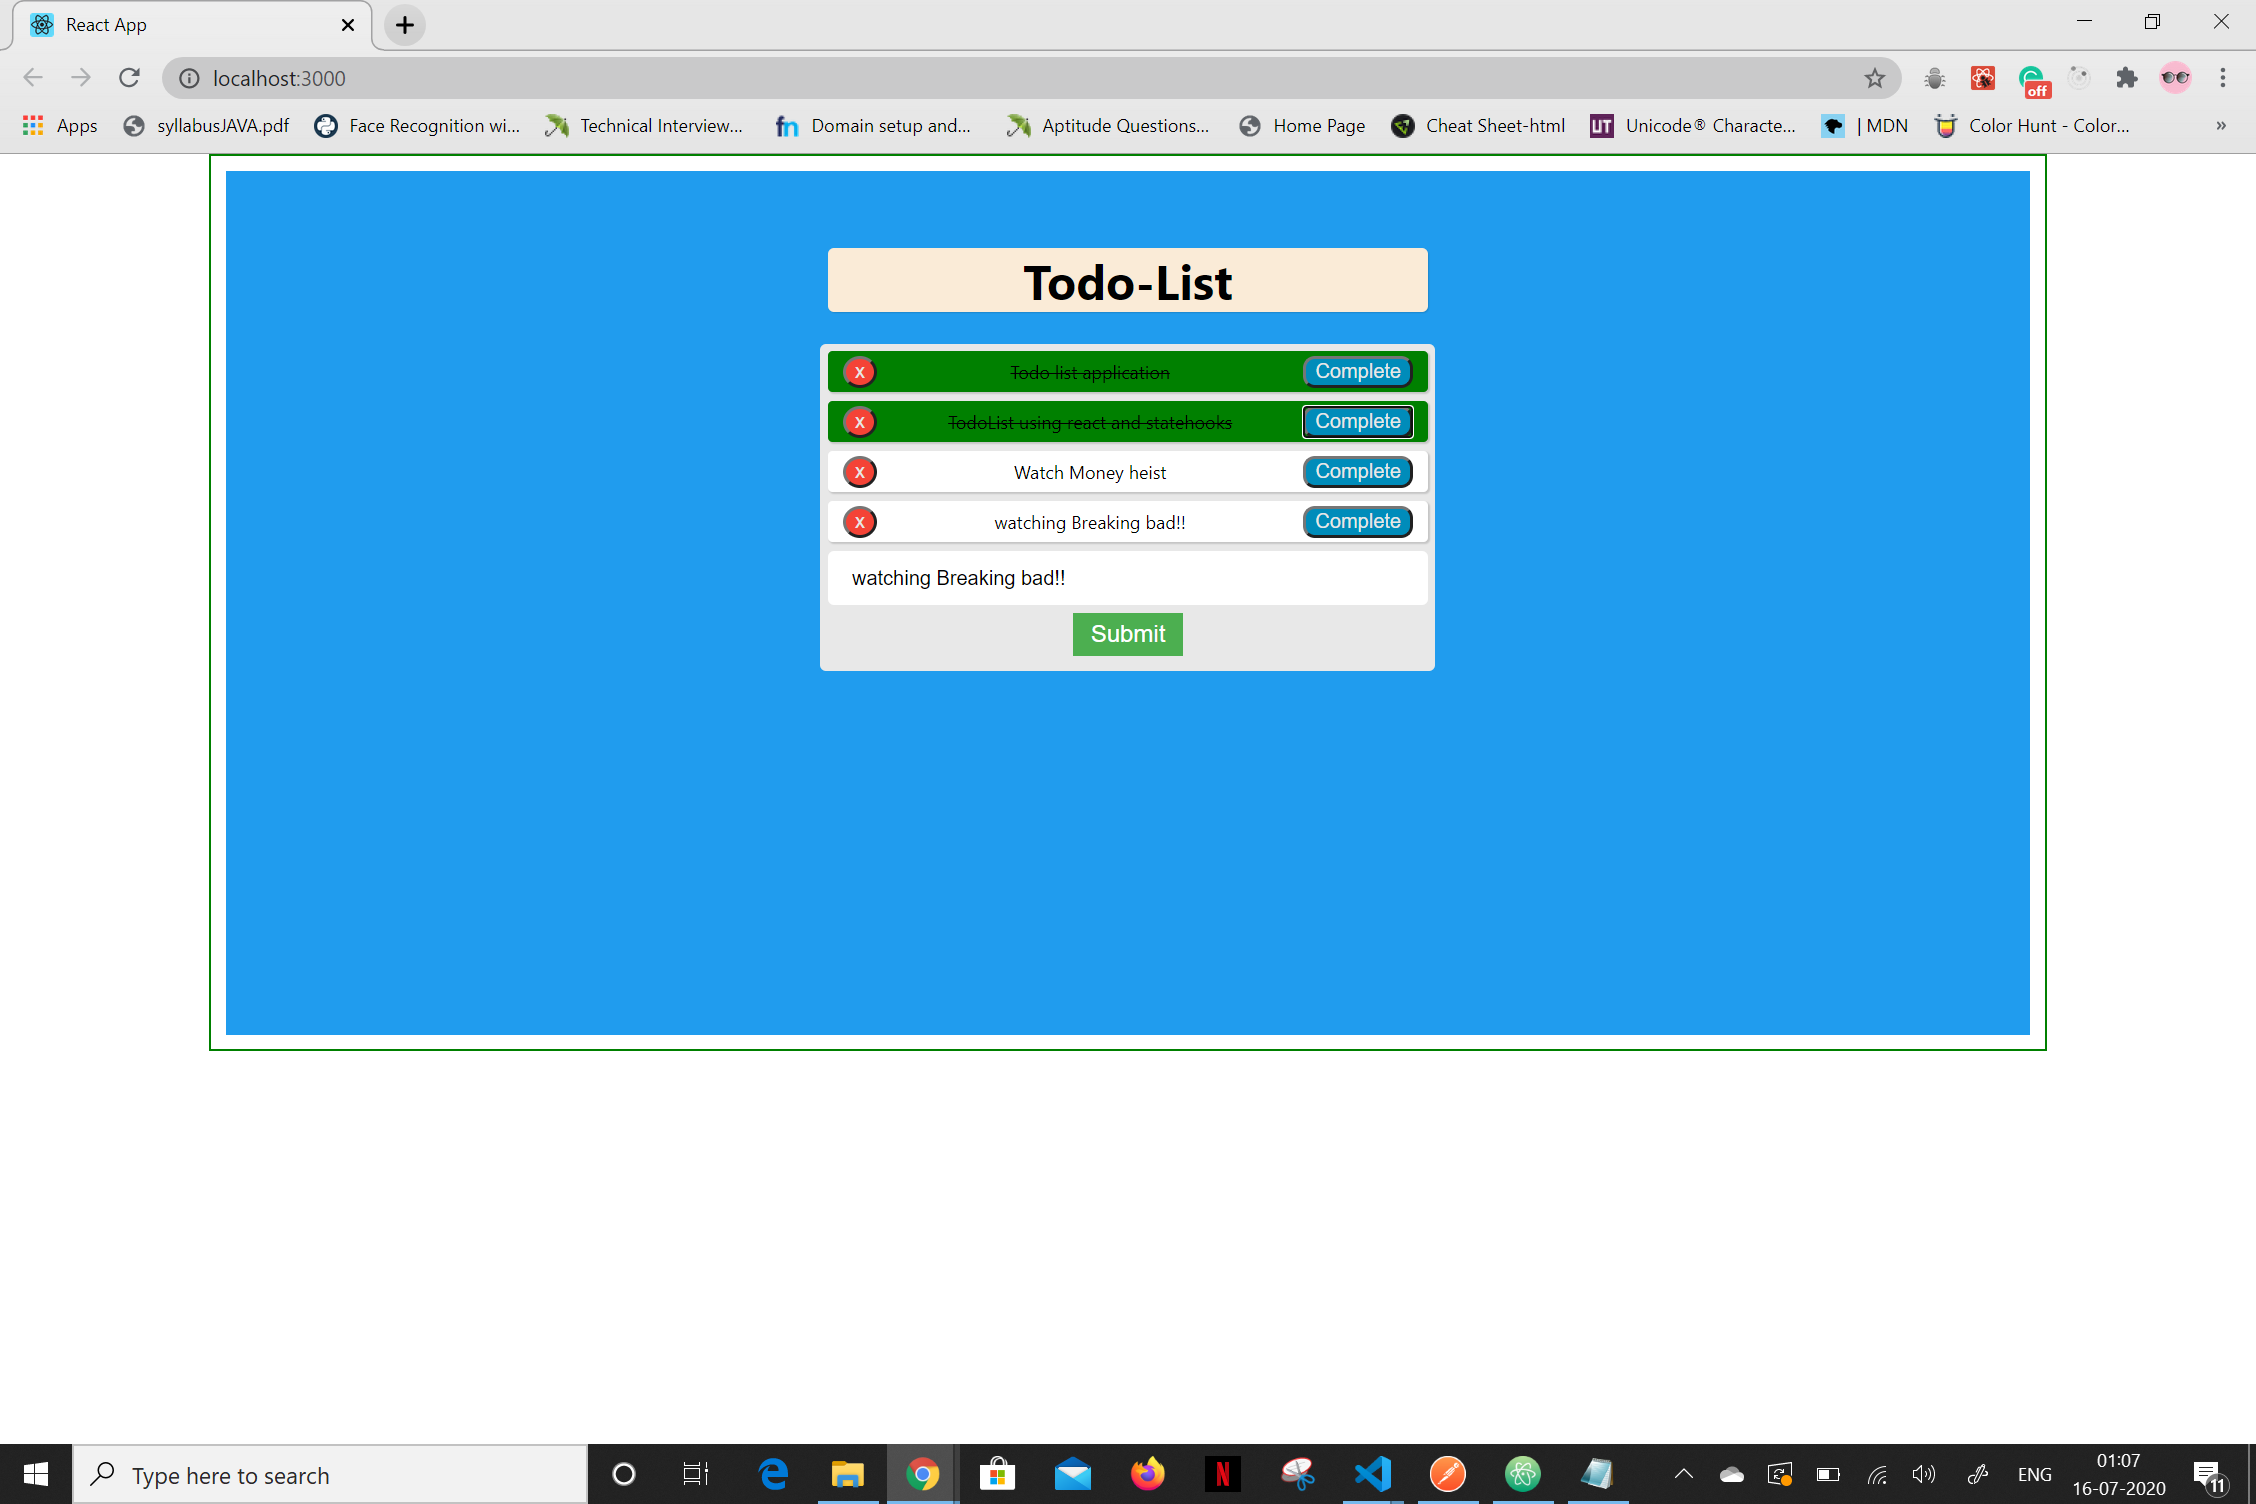 React App
localhost:3000
off
Apps
syllabusJAVA.pdf
Face Recognition wi...
Technical Interview...
fn
Domain setup and...
Aptitude Questions...
Home Page
Cheat Sheet-html
UT
Unicode® Characte...
| MDN
Color Hunt - Color...
»
Todo-List
x Todo list application Complete
x TodoList using react and statehooks Complete
x Watch Money heist Complete
x watching Breaking bad!! Complete
watching Breaking bad!!
Submit
Type here to search
N
ENG
01:07
16-07-2020
11